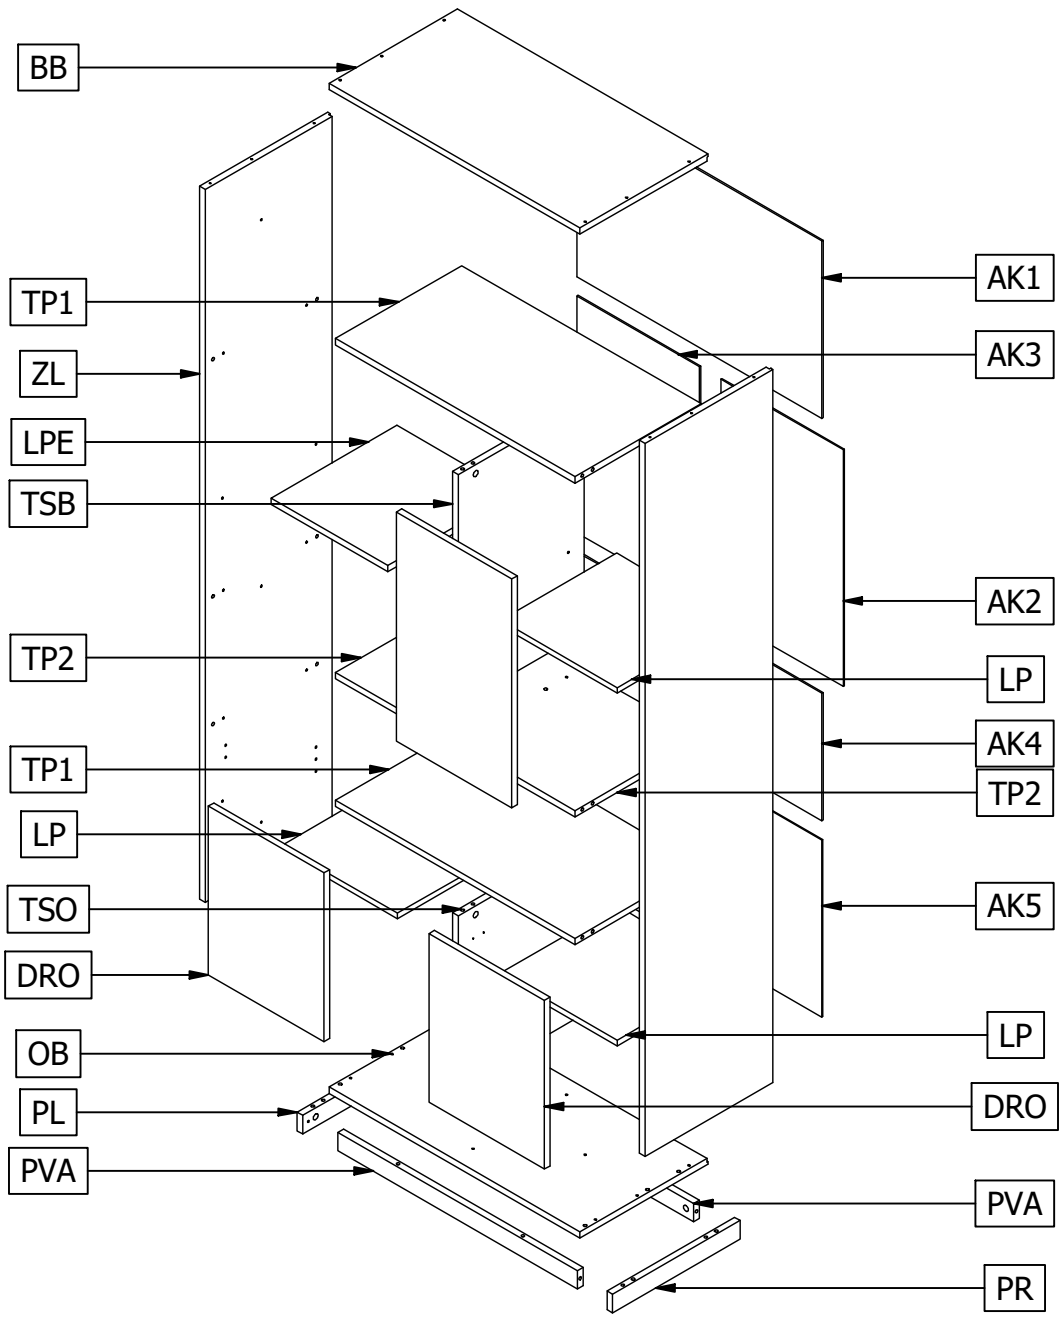 BB
AK1
TP1
AK3
ZL
LPE
TSB
AK2
TP2
LP
AK4
TP1
TP2
LP
TSO
AK5
DRO
OB
LP
PL
DRO
PVA
PVA
PR